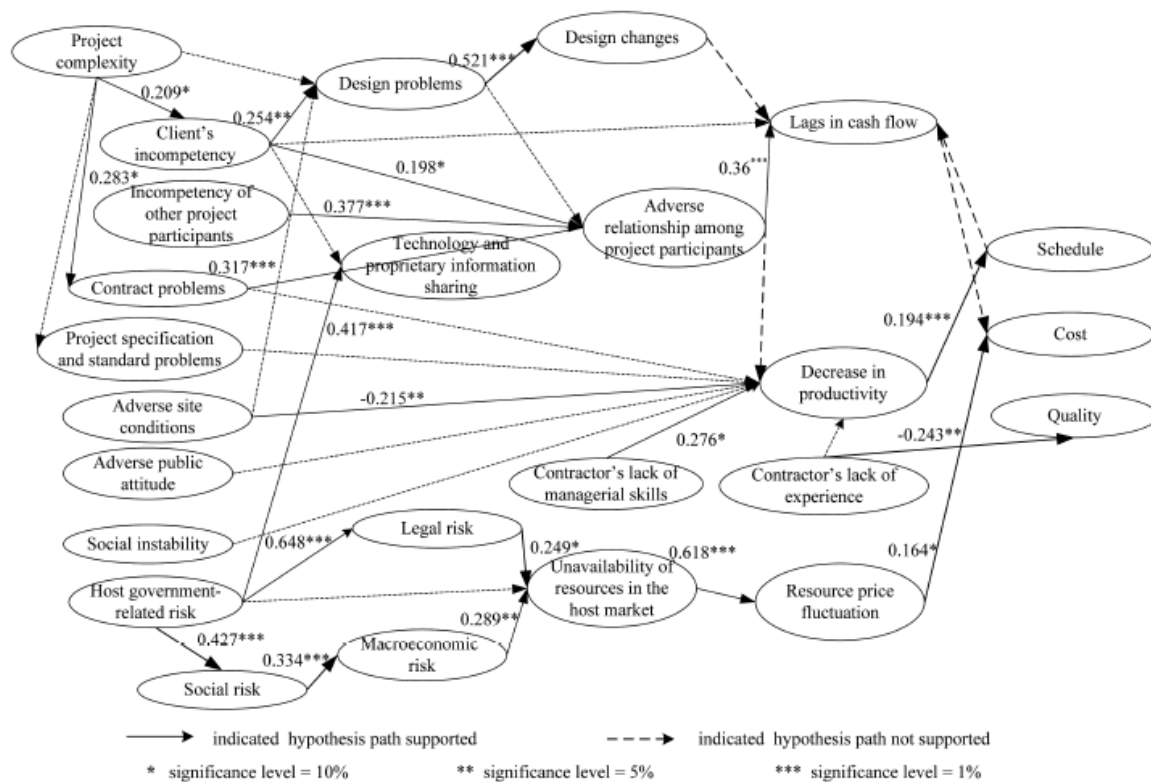 Project
complexity
Design changes
0.521***
Design problems
0.209*
0.254**
Client's
incompetency
Lags in cash flow
0.198*
0.36***
0.283*
Incompetency of
other project
participants
0.377***
Adverse
relationship among
project participants
Technology and
proprietary information
sharing
Schedule
0.317***
Contract problems
0.417***
0.194***
Project specification
and standard problems
Cost
Decrease in
productivity
Adverse site
conditions
-0.215**
Quality
-0.243**
0.276*
Adverse public
attitude
Contractor's lack of
managerial skills
Contractor's lack of
experience
Social instability
Legal risk
0.648***
0.249*
0.618***
0.164*
Unavailability of
resources in the
host market
Host government-
related risk
Resource price
fluctuation
0.289**
0.427***
0.334***
Macroeconomic
risk
Social risk
indicated hypothesis path supported
indicated hypothesis path not supported
* significance level = 10%
** significance level = 5%
*** significance level = 1%